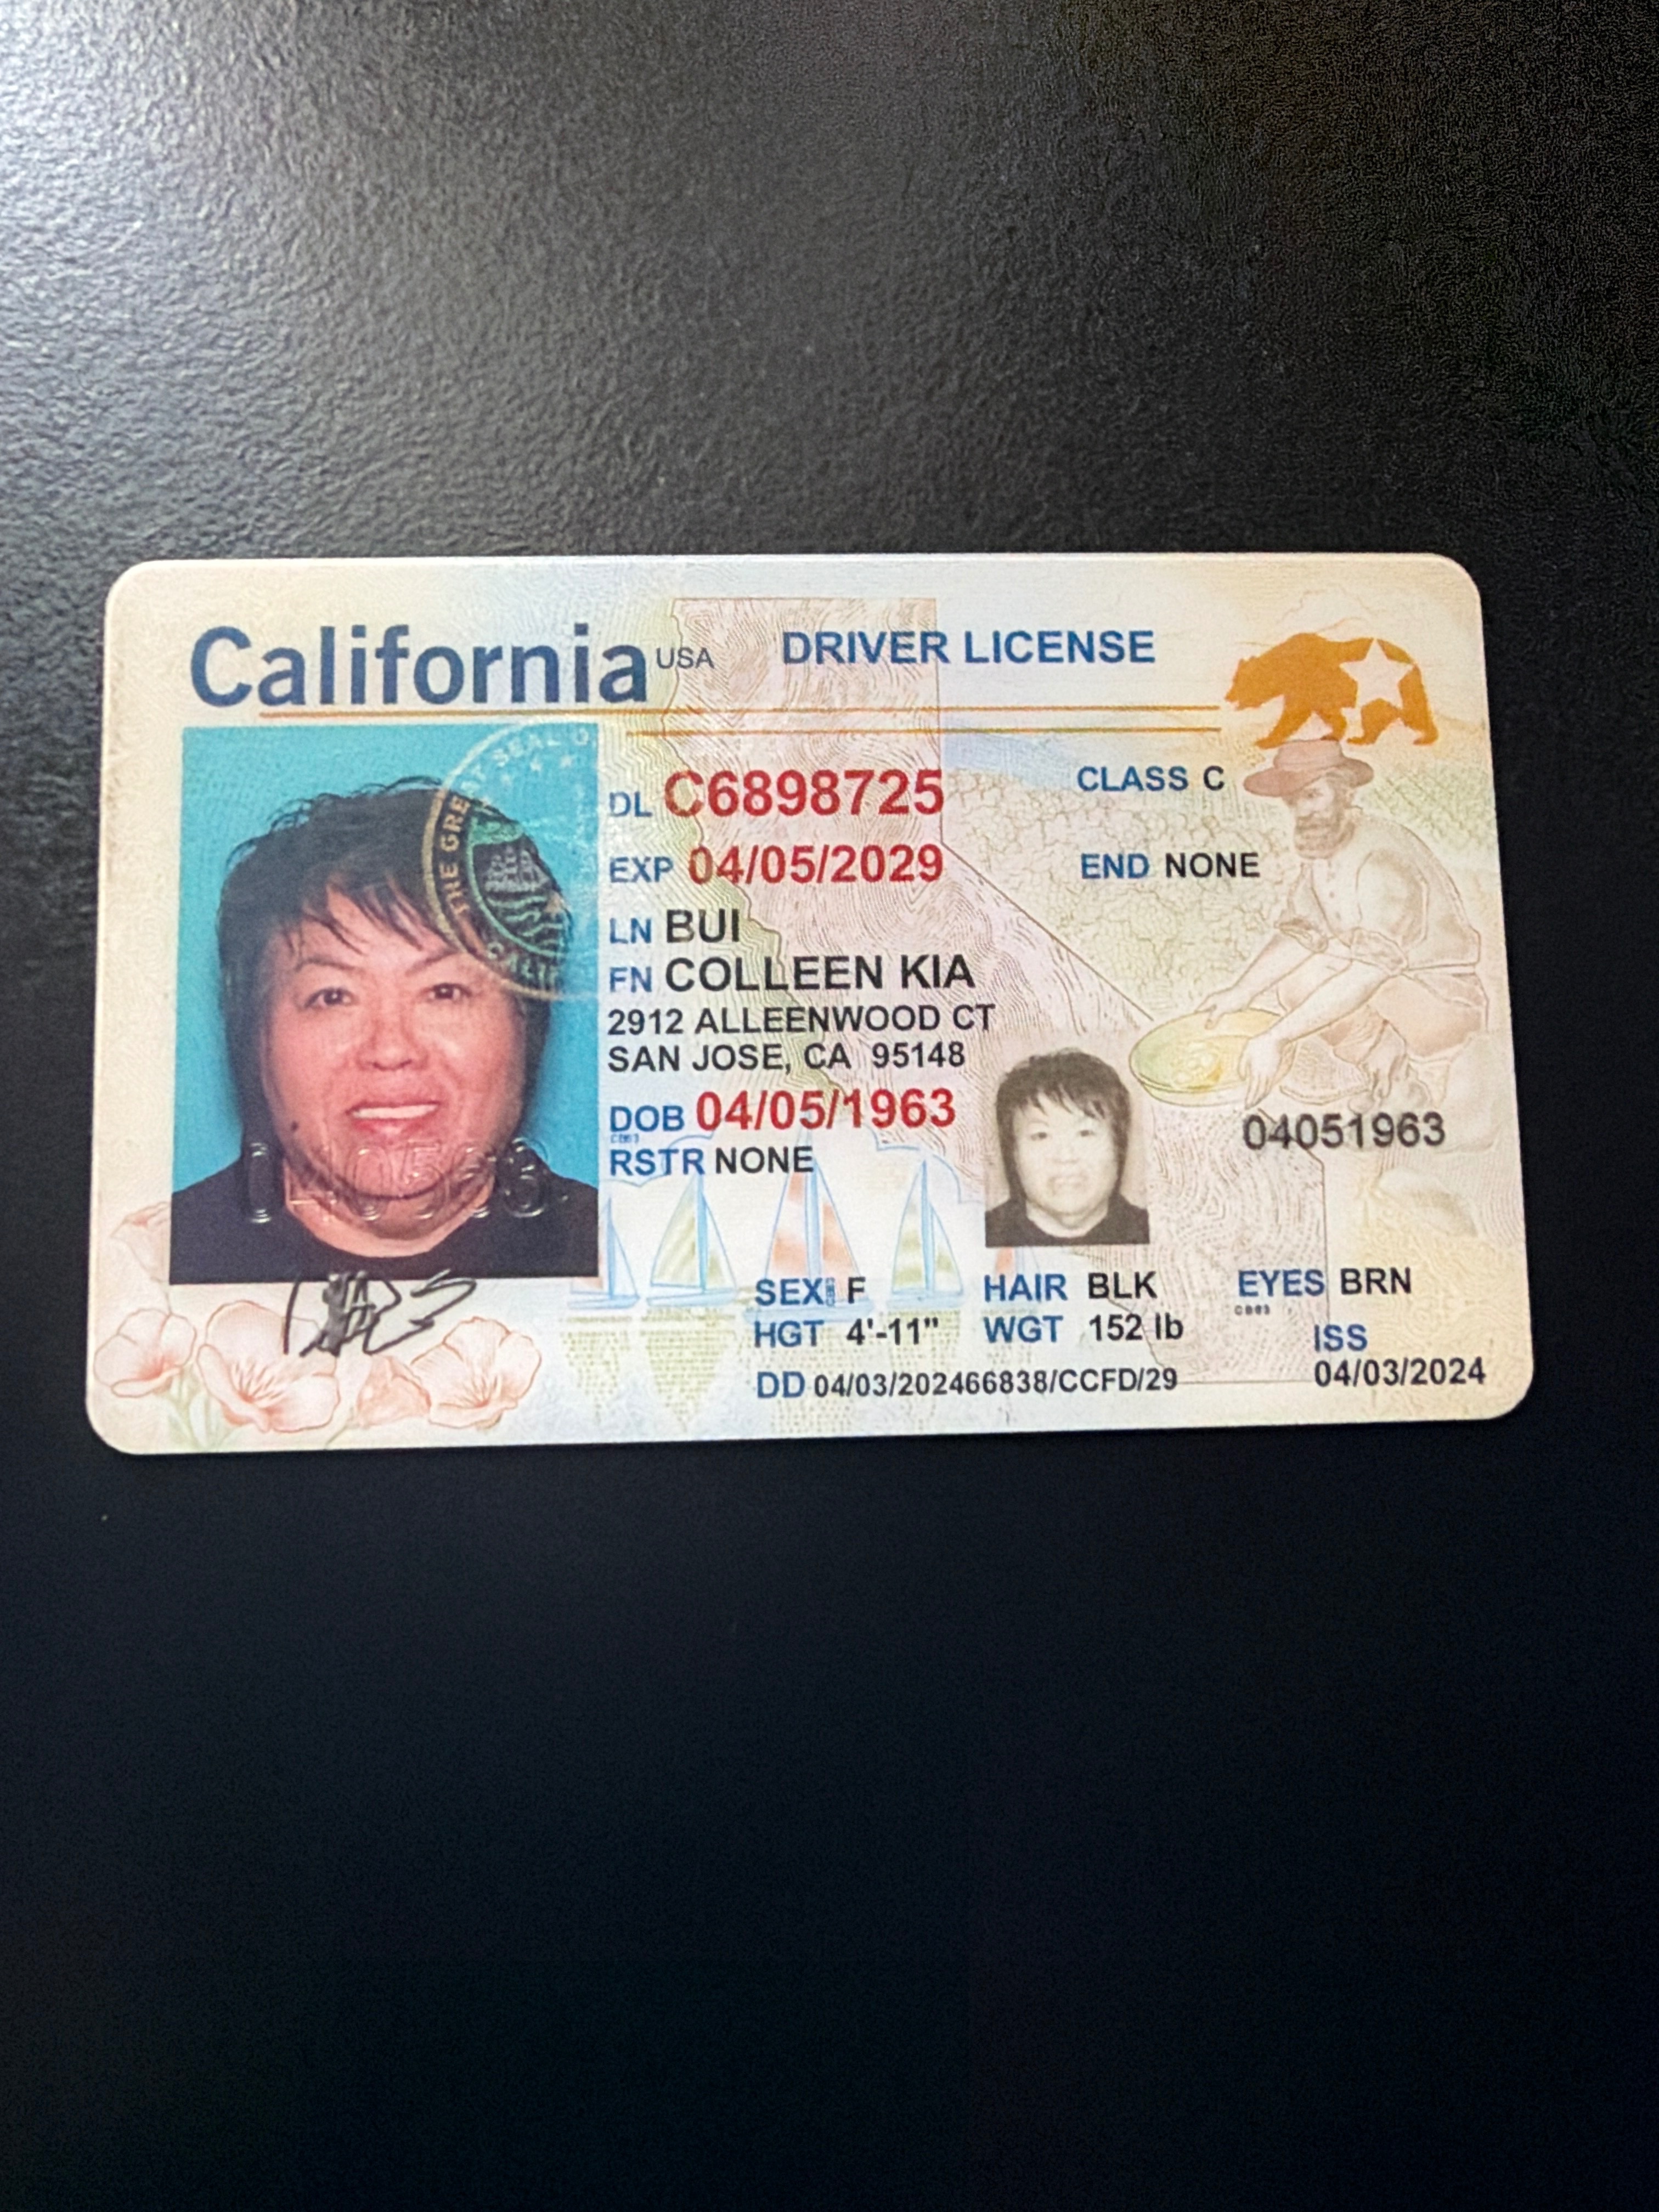 California USA DRIVER LICENSE
DL C6898725 CLASS C
EXP 04/05/2029 END NONE
LN BUI
FN COLLEEN KIA
2912 ALLEENWOOD CT
SAN JOSE, CA 95148
DOB 04/05/1963
RSTR NONE
04051963
SEX F HAIR BLK EYES BRN
HGT 4'-11" WGT 152 lb ISS
DD 04/03/202466838/CCFD/29 04/03/2024